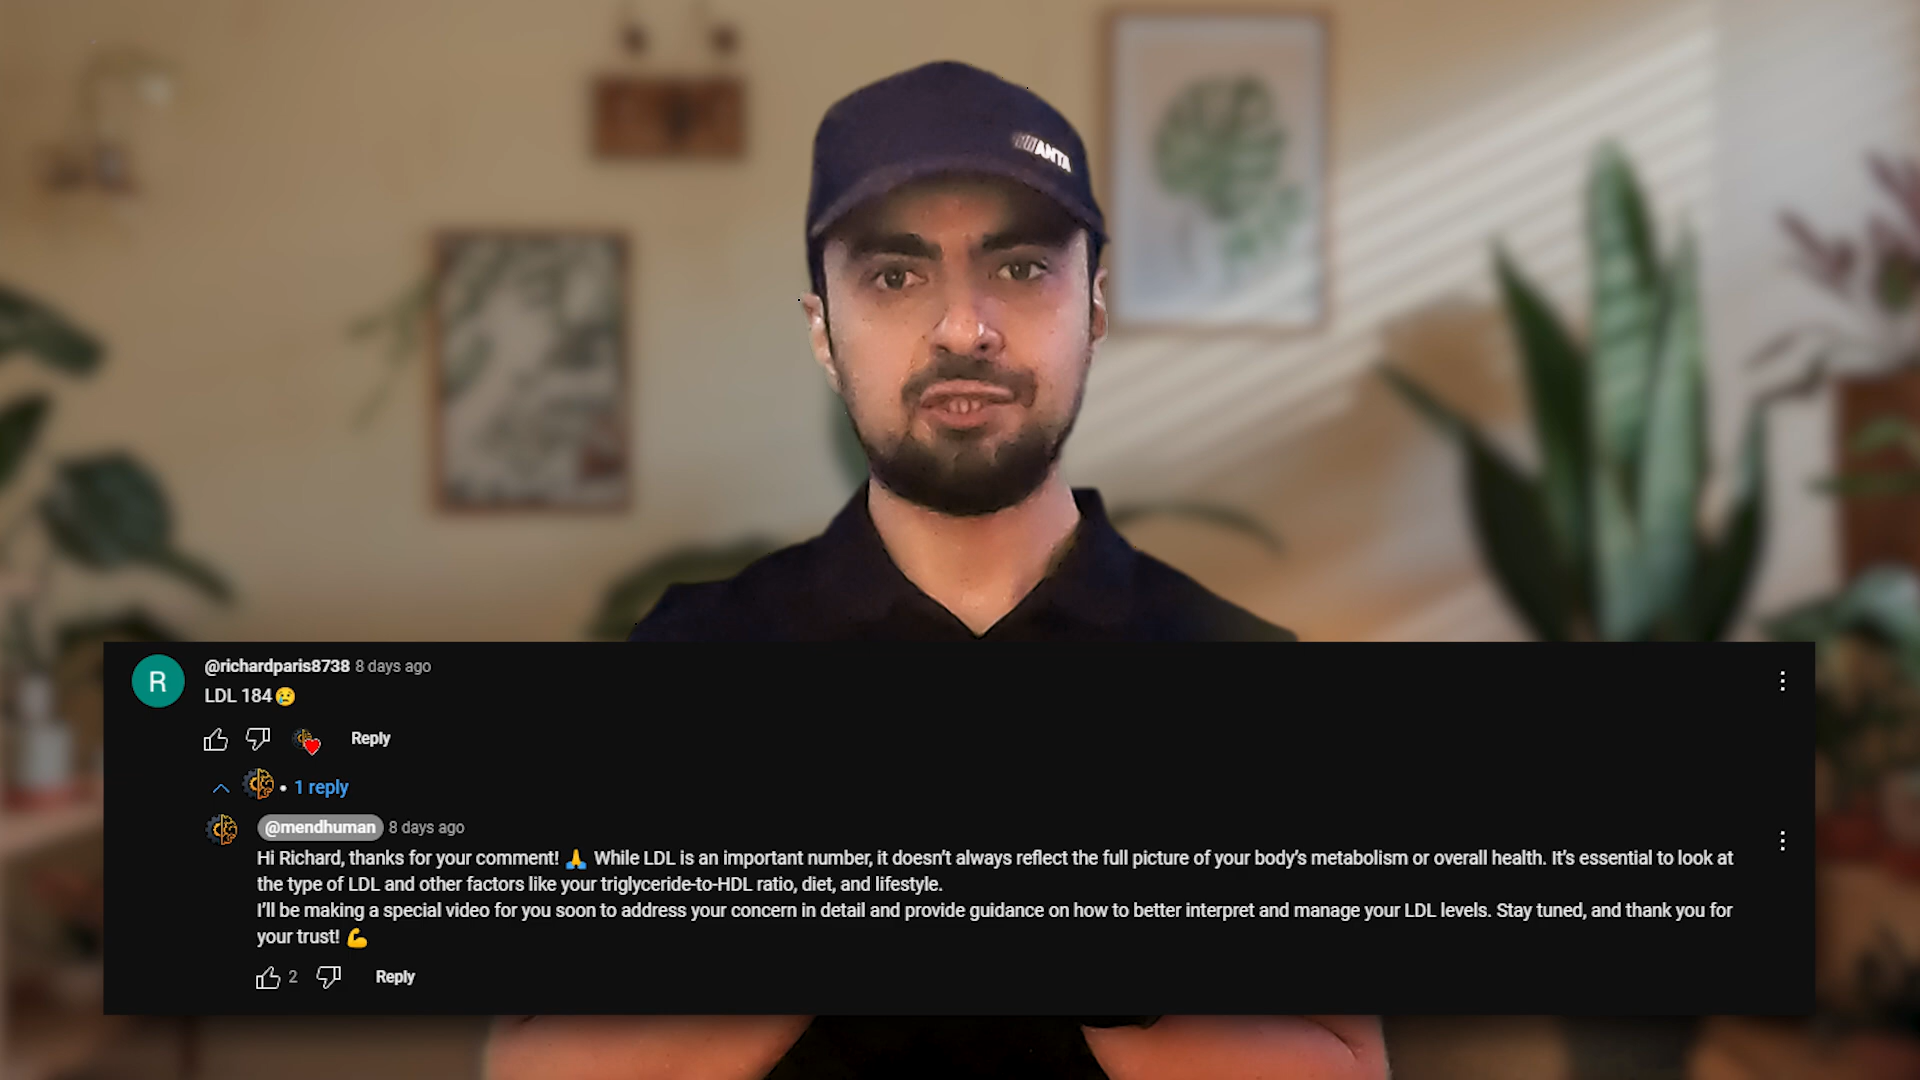 ANTA
@richardparis8738 8 days ago
LDL 184😢
Reply
• 1 reply
@mendhuman 8 days ago
Hi Richard, thanks for your comment! 🙏 While LDL is an important number, it doesn’t always reflect the full picture of your body’s metabolism or overall health. It’s essential to look at
the type of LDL and other factors like your triglyceride-to-HDL ratio, diet, and lifestyle.
I’ll be making a special video for you soon to address your concern in detail and provide guidance on how to better interpret and manage your LDL levels. Stay tuned, and thank you for
your trust! 💪
2 Reply
R